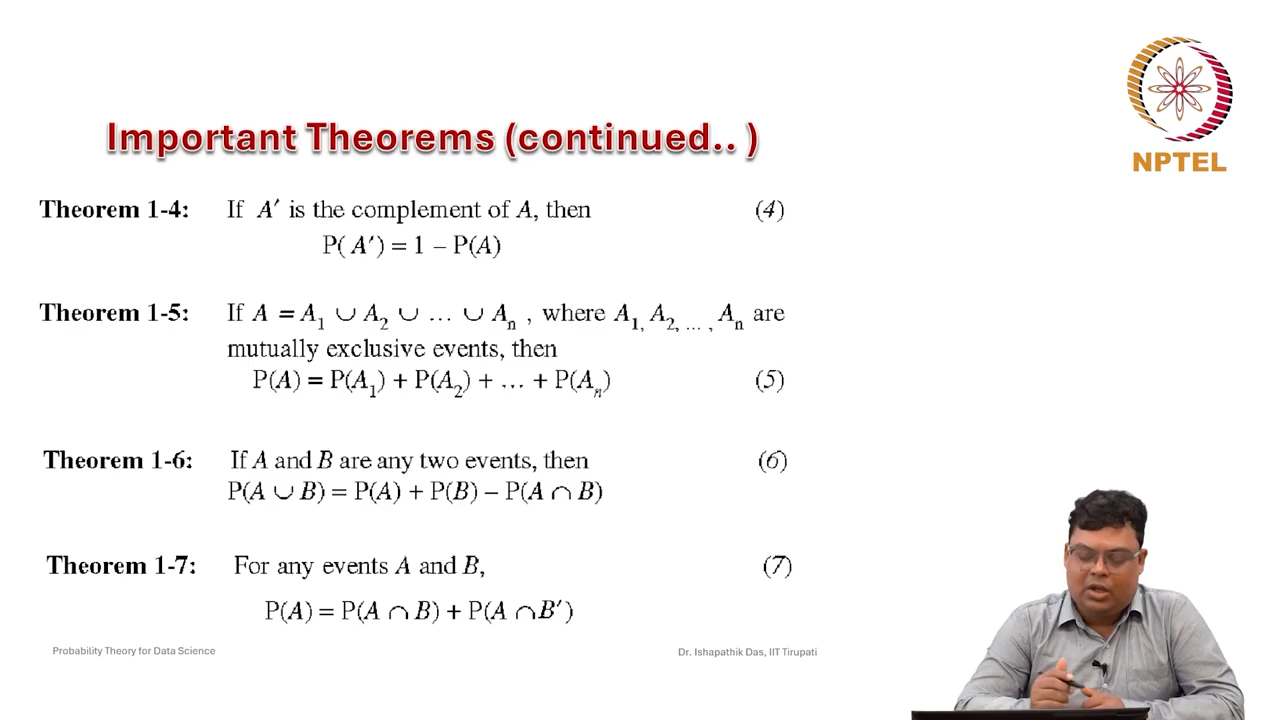 Important Theorems (continued.. )
NPTEL
Theorem 1-4: If A′ is the complement of A, then (4)
P( A′) = 1 – P(A)
Theorem 1-5: If A = A₁ ∪ A₂ ∪ … ∪ Aₙ , where A₁, A₂, … , Aₙ are
mutually exclusive events, then
P(A) = P(A₁) + P(A₂) + … + P(Aₙ) (5)
Theorem 1-6: If A and B are any two events, then (6)
P(A ∪ B) = P(A) + P(B) – P(A ∩ B)
Theorem 1-7: For any events A and B, (7)
P(A) = P(A ∩ B) + P(A ∩ B′)
Probability Theory for Data Science
Dr. Ishapathik Das, IIT Tirupati